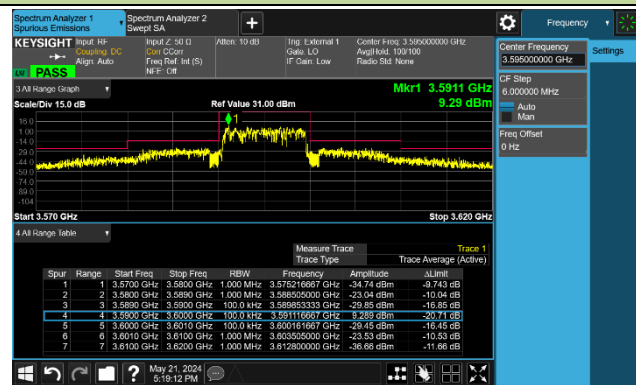 Spectrum Analyzer 1
Spurious Emissions
Spectrum Analyzer 2
Swept SA
Frequency
KEYSIGHT
Input: RF
Coupling: DC
Align: Auto
Input Z: 50 Ω
Corr CCorr
Freq Ref: Int (S)
NFE: Off
Atten: 10 dB
Trig: External 1
Gate: LO
IF Gain: Low
Center Freq: 3.595000000 GHz
Avg|Hold: 100/100
Radio Std: None
PASS
Center Frequency
3.595000000 GHz
Settings
CF Step
6.000000 MHz
Auto
Man
Freq Offset
0 Hz
3 All Range Graph
Mkr1 3.5911 GHz
Scale/Div 15.0 dB
Ref Value 31.00 dBm
9.29 dBm
1
16.0
1.00
-14.0
-29.0
-44.0
-59.0
-74.0
-89.0
-104
Start 3.570 GHz
Stop 3.620 GHz
4 All Range Table
Measure Trace Trace 1
Trace Type Trace Average (Active)
Spur Range Start Freq Stop Freq RBW Frequency Amplitude ΔLimit
1 1 3.5700 GHz 3.5800 GHz 1.000 MHz 3.575216667 GHz -34.74 dBm -9.743 dB
2 2 3.5800 GHz 3.5890 GHz 1.000 MHz 3.588505000 GHz -23.04 dBm -10.04 dB
3 3 3.5890 GHz 3.5900 GHz 100.0 kHz 3.589853333 GHz -29.85 dBm -16.85 dB
4 4 3.5900 GHz 3.6000 GHz 100.0 kHz 3.591116667 GHz 9.289 dBm -20.71 dB
5 5 3.6000 GHz 3.6010 GHz 100.0 kHz 3.600161667 GHz -29.45 dBm -16.45 dB
6 6 3.6010 GHz 3.6100 GHz 1.000 MHz 3.603505000 GHz -23.53 dBm -10.53 dB
7 7 3.6100 GHz 3.6200 GHz 1.000 MHz 3.612800000 GHz -36.66 dBm -11.66 dB
May 21, 2024
5:19:12 PM